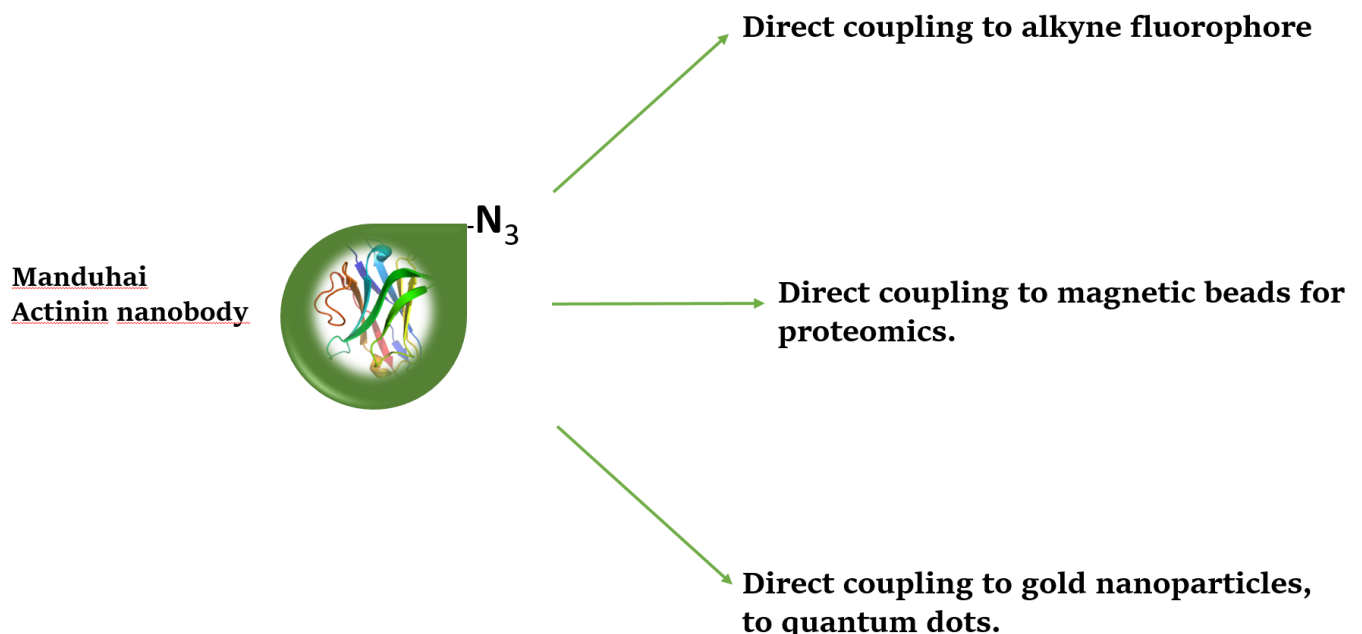 Direct coupling to alkyne fluorophore
-N₃
Manduhai
Actinin nanobody
Direct coupling to magnetic beads for
proteomics.
Direct coupling to gold nanoparticles,
to quantum dots.